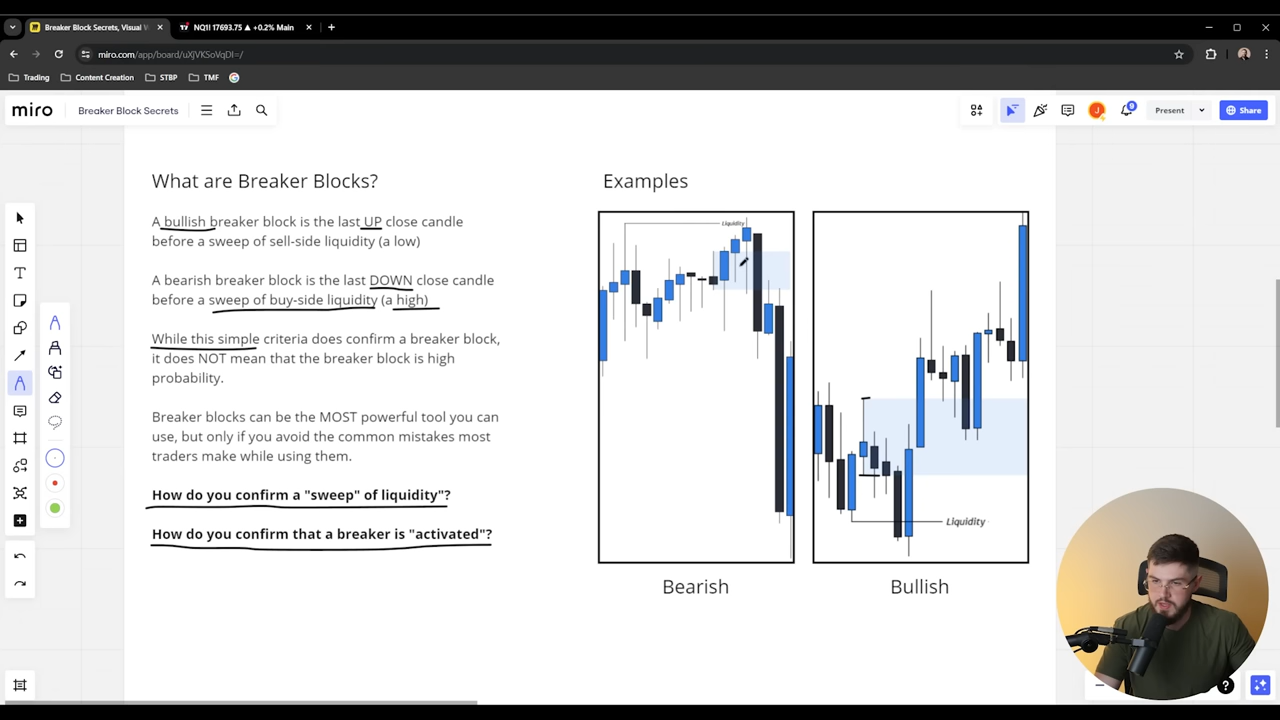 Breaker Block Secrets, Visual
NQ1! 17693.75 ▲ +0.2% Main
miro.com/app/board/uXjVKSoVqDI=/
Trading
Content Creation
STBP
TMF
miro
Breaker Block Secrets
J
Present
Share
What are Breaker Blocks?
Examples
A bullish breaker block is the last UP close candle
before a sweep of sell-side liquidity (a low)
A bearish breaker block is the last DOWN close candle
before a sweep of buy-side liquidity (a high)
While this simple criteria does confirm a breaker block,
it does NOT mean that the breaker block is high
probability.
Breaker blocks can be the MOST powerful tool you can
use, but only if you avoid the common mistakes most
traders make while using them.
How do you confirm a "sweep" of liquidity"?
How do you confirm that a breaker is "activated"?
Liquidity
Liquidity
Bearish
Bullish